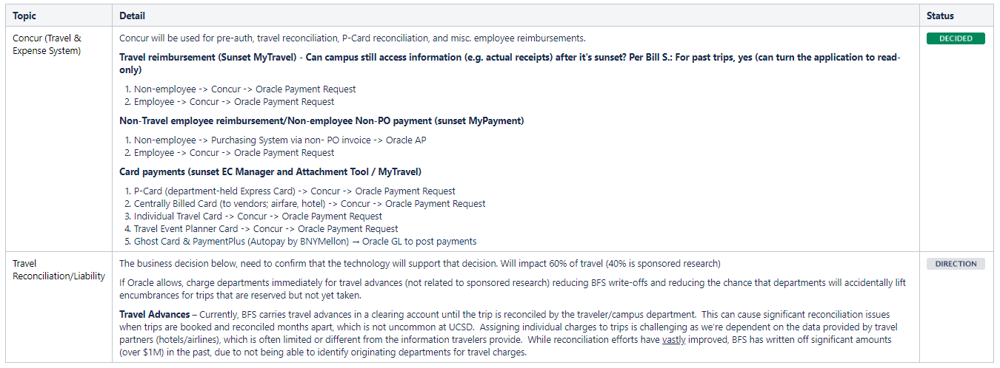 Topic Detail Status
Concur (Travel &
Expense System)
Concur will be used for pre-auth, travel reconciliation, P-Card reconciliation, and misc. employee reimbursements.
DECIDED
Travel reimbursement (Sunset MyTravel) - Can campus still access information (e.g. actual receipts) after it's sunset? Per Bill S.: For past trips, yes (can turn the application to read-
only)
1. Non-employee -> Concur -> Oracle Payment Request
2. Employee -> Concur -> Oracle Payment Request
Non-Travel employee reimbursement/Non-employee Non-PO payment (sunset MyPayment)
1. Non-employee -> Purchasing System via non- PO invoice -> Oracle AP
2. Employee -> Concur -> Oracle Payment Request
Card payments (sunset EC Manager and Attachment Tool / MyTravel)
1. P-Card (department-held Express Card) -> Concur -> Oracle Payment Request
2. Centrally Billed Card (to vendors; airfare, hotel) -> Concur -> Oracle Payment Request
3. Individual Travel Card -> Concur -> Oracle Payment Request
4. Travel Event Planner Card -> Concur -> Oracle Payment Request
5. Ghost Card & PaymentPlus (Autopay by BNYMellon) → Oracle GL to post payments
Travel
Reconciliation/Liability
The business decision below, need to confirm that the technology will support that decision. Will impact 60% of travel (40% is sponsored research)
DIRECTION
If Oracle allows, charge departments immediately for travel advances (not related to sponsored research) reducing BFS write-offs and reducing the chance that departments will accidentally lift
encumbrances for trips that are reserved but not yet taken.
Travel Advances – Currently, BFS carries travel advances in a clearing account until the trip is reconciled by the traveler/campus department.  This can cause significant reconciliation issues
when trips are booked and reconciled months apart, which is not uncommon at UCSD.  Assigning individual charges to trips is challenging as we're dependent on the data provided by travel
partners (hotels/airlines), which is often limited or different from the information travelers provide.  While reconciliation efforts have vastly improved, BFS has written off significant amounts
(over $1M) in the past, due to not being able to identify originating departments for travel charges.